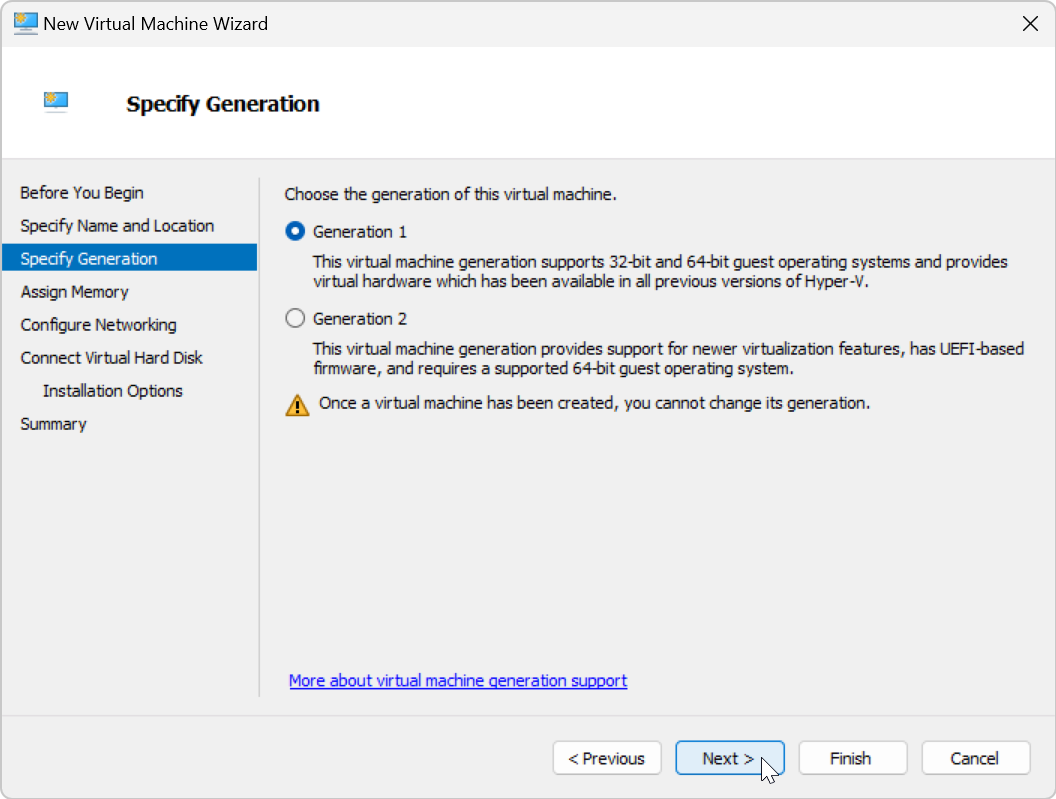 New Virtual Machine Wizard
Specify Generation
Before You Begin
Specify Name and Location
Specify Generation
Assign Memory
Configure Networking
Connect Virtual Hard Disk
Installation Options
Summary
Choose the generation of this virtual machine.
Generation 1
This virtual machine generation supports 32-bit and 64-bit guest operating systems and provides
virtual hardware which has been available in all previous versions of Hyper-V.
Generation 2
This virtual machine generation provides support for newer virtualization features, has UEFI-based
firmware, and requires a supported 64-bit guest operating system.
Once a virtual machine has been created, you cannot change its generation.
More about virtual machine generation support
< Previous
Next >
Finish
Cancel